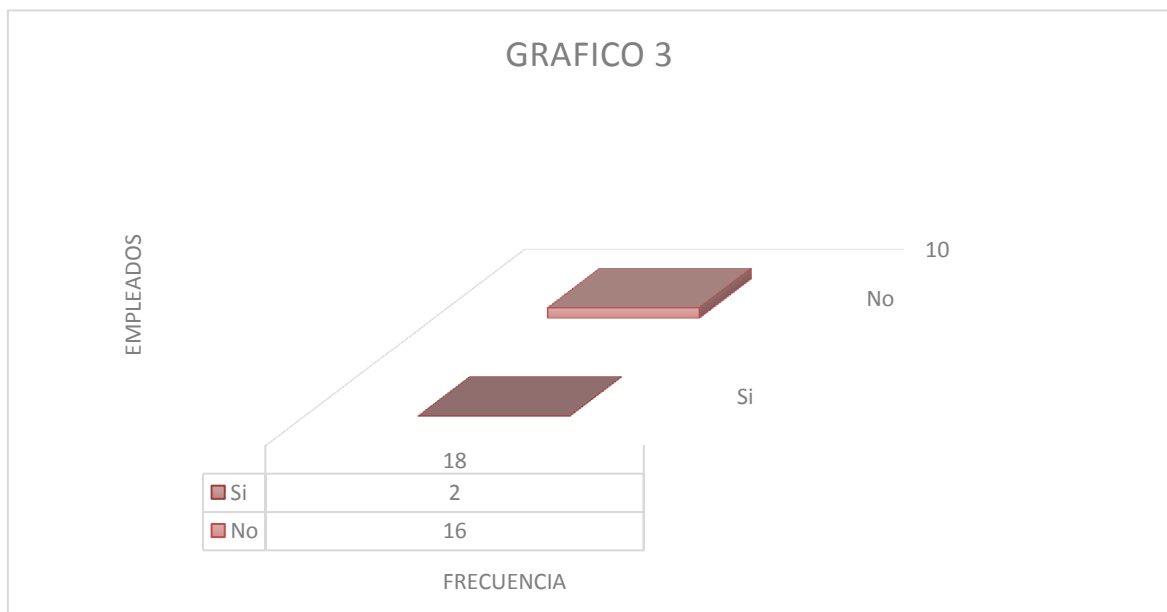 GRAFICO 3
EMPLEADOS
10
No
Si
18
Si 2
No 16
FRECUENCIA